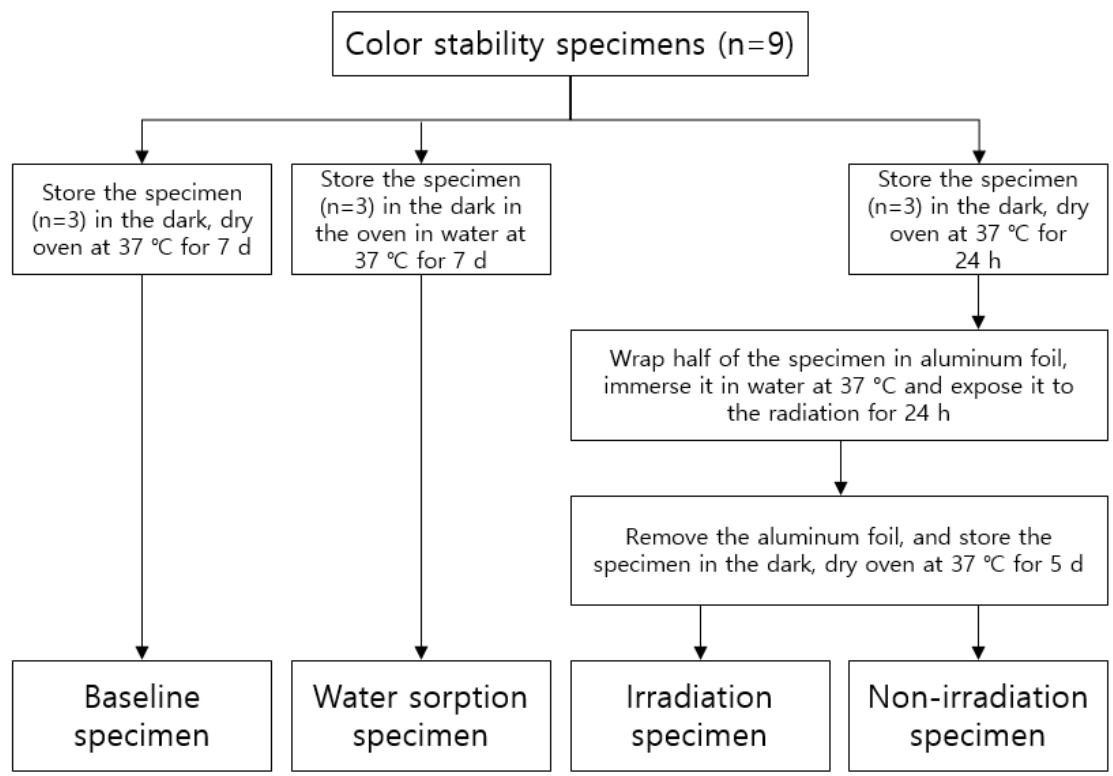 Color stability specimens (n=9)
Store the specimen
(n=3) in the dark, dry
oven at 37 ℃ for 7 d
Store the specimen
(n=3) in the dark in
the oven in water at
37 ℃ for 7 d
Store the specimen
(n=3) in the dark, dry
oven at 37 ℃ for
24 h
Wrap half of the specimen in aluminum foil,
immerse it in water at 37 ℃ and expose it to
the radiation for 24 h
Remove the aluminum foil, and store the
specimen in the dark, dry oven at 37 ℃ for 5 d
Baseline
specimen
Water sorption
specimen
Irradiation
specimen
Non-irradiation
specimen